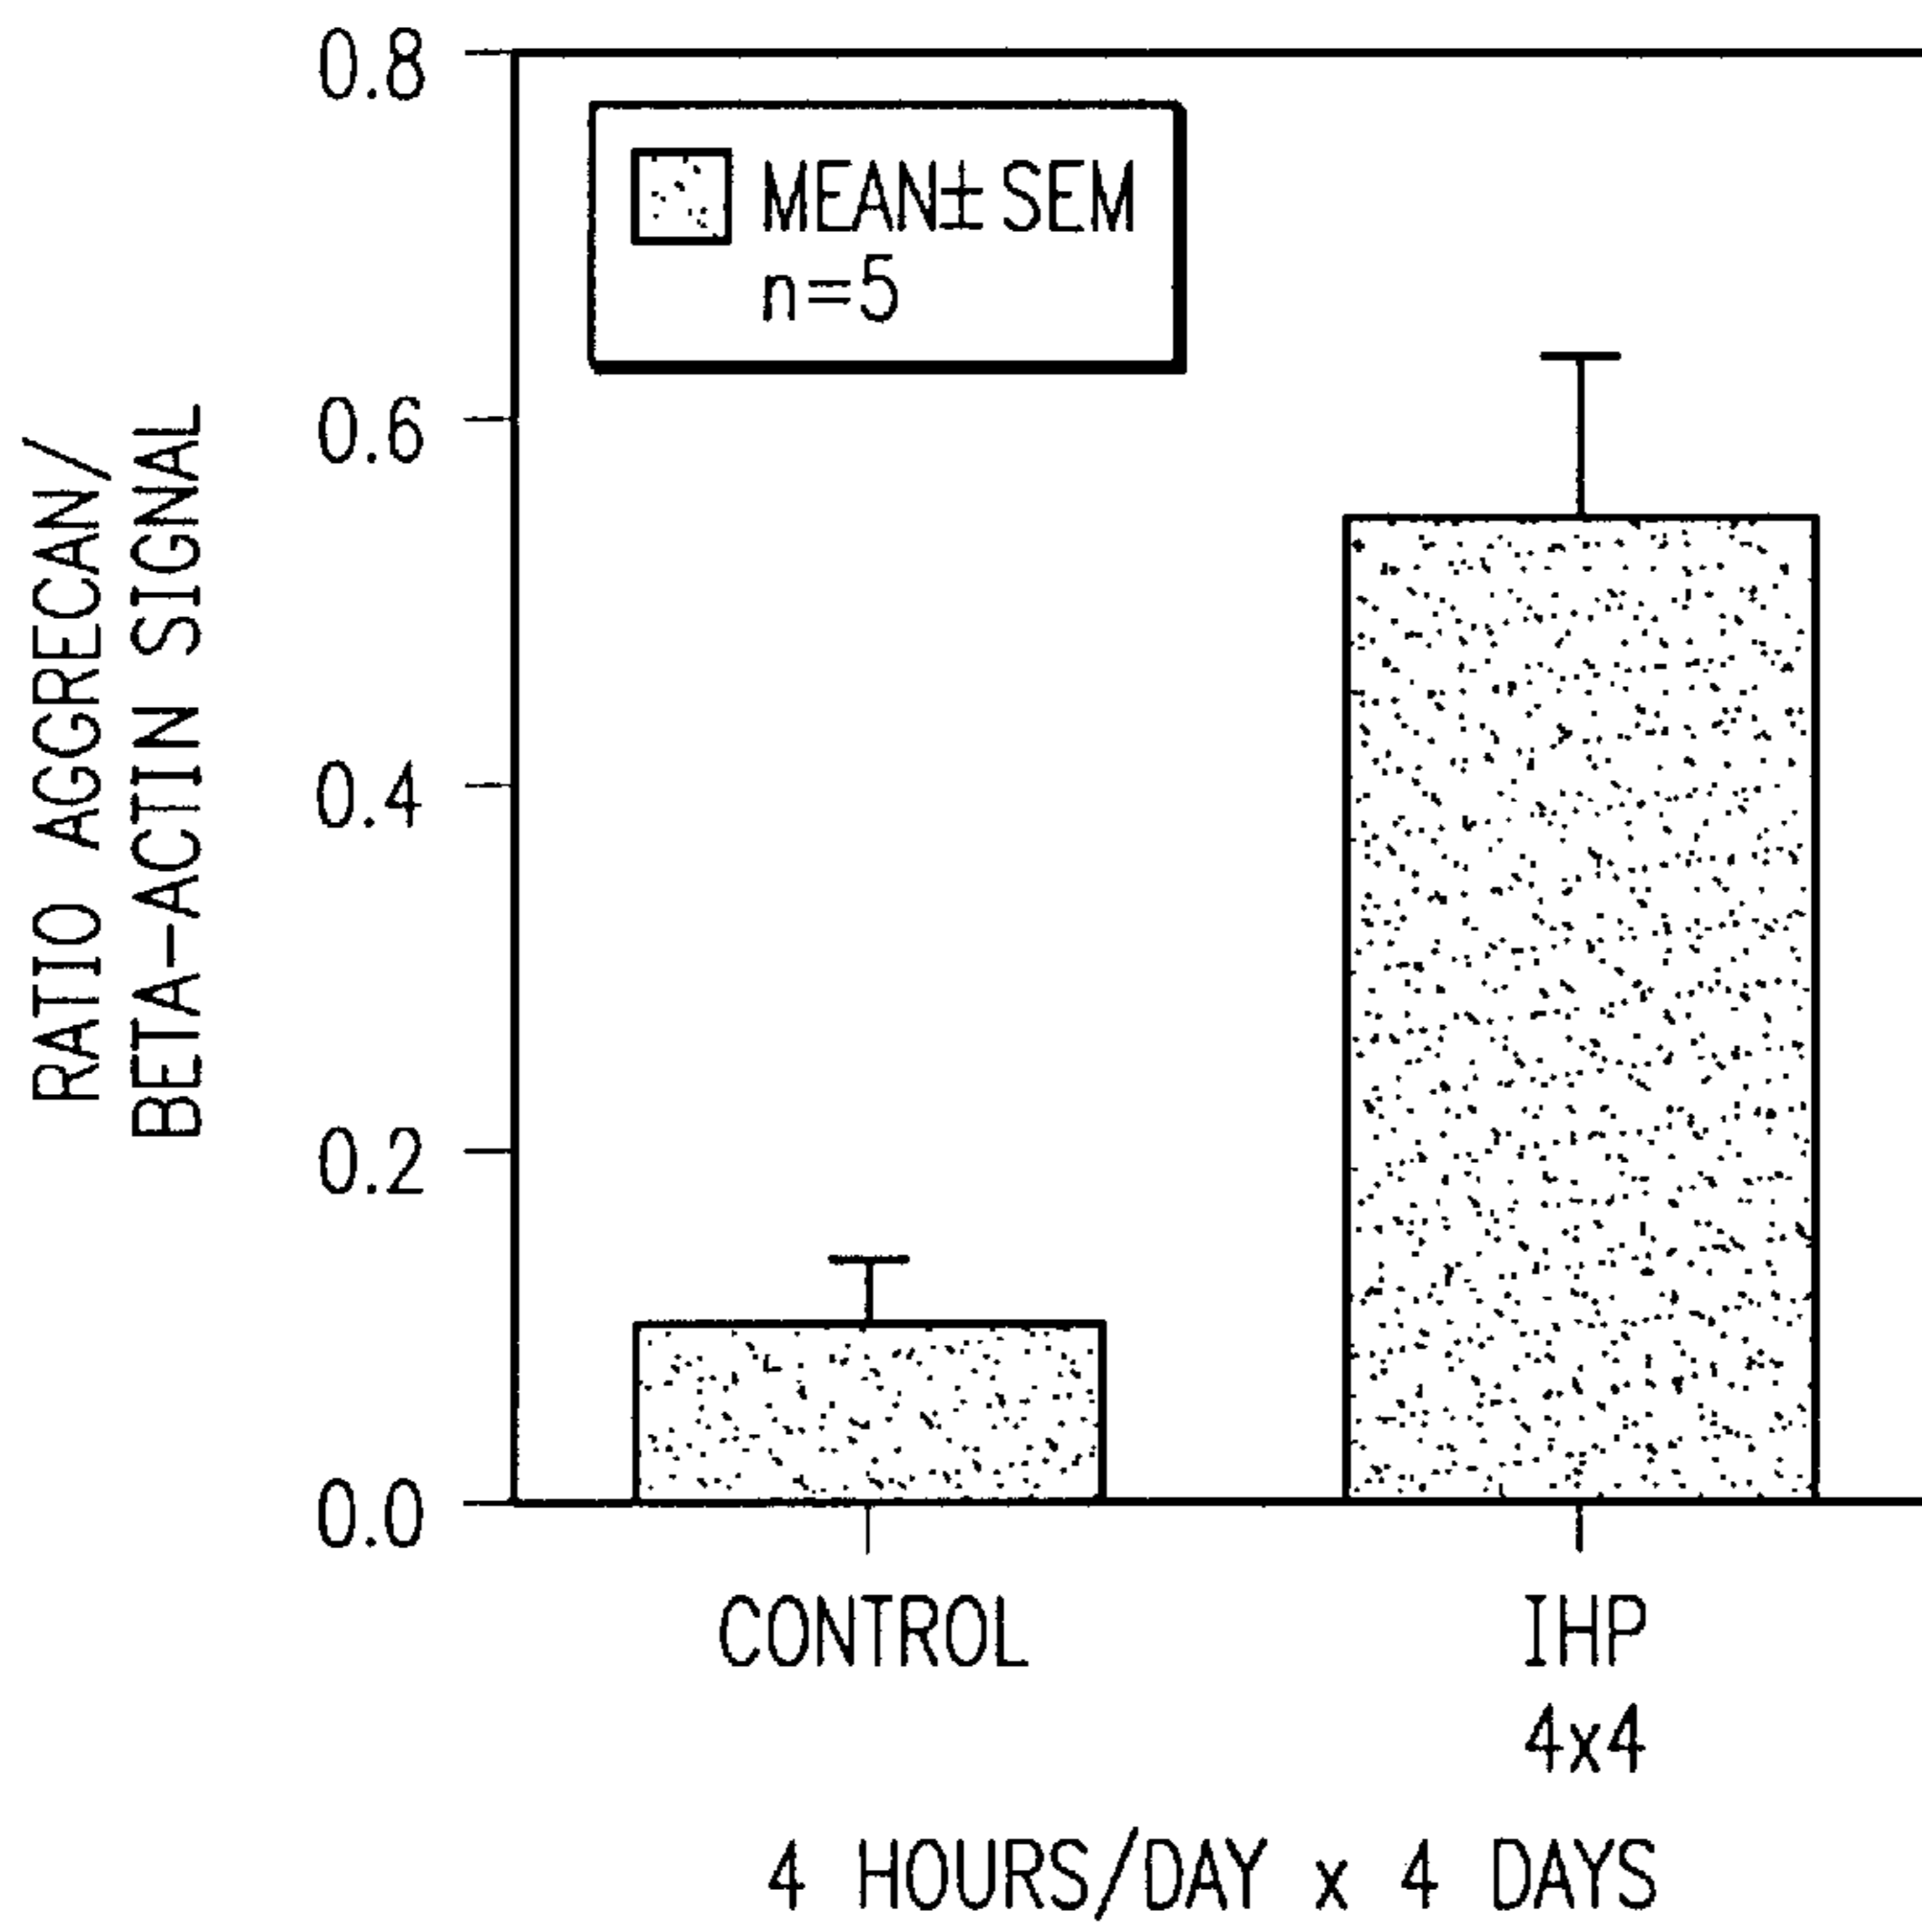 0.8
0.6
0.4
0.2
0.0
RATIO AGGRECAN/
BETA-ACTIN SIGNAL
MEAN± SEM
n=5
CONTROL
IHP
4x4
4 HOURS/DAY x 4 DAYS